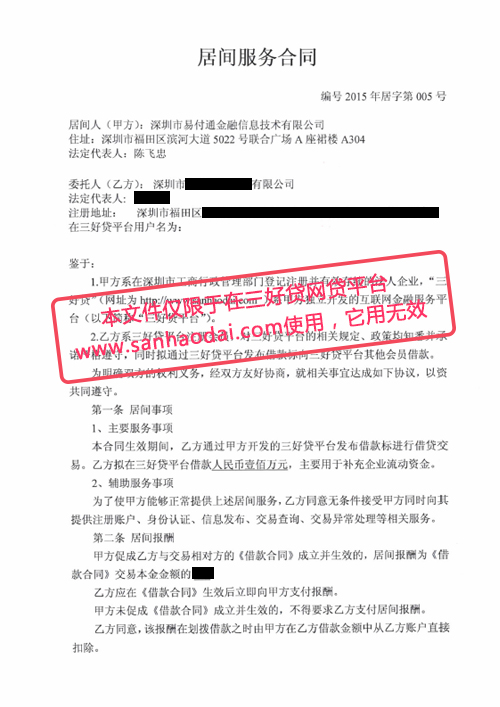 居间服务合同
编号 2015 年居字第 005 号
居间人（甲方）：深圳市易付通金融信息技术有限公司
住址：深圳市福田区滨河大道 5022 号联合广场 A 座裙楼 A304
法定代表人：陈飞忠
委托人（乙方）： 深圳市 有限公司
法定代表人：
注册地址： 深圳市福田区
在三好贷平台用户名为：
鉴于：
1.甲方系在深圳市工商行政管理部门登记注册并有效存续的法人企业，“三
好贷”（网址为 http://www.sanhaodai.com 为甲方独立开发的互联网金融服务平
台（以下简称“三好贷平台”）。
2.乙方系三好贷平台注册会员，对三好贷平台的相关规定、政策均知悉并承
诺严格遵守，同时拟通过三好贷平台发布借款标向三好贷平台其他会员借款。
为明确双方的权利义务，经双方友好协商，就相关事宜达成如下协议，以资
共同遵守。
本文件仅限于在三好贷网贷平台
www.sanhaodai.com使用，它用无效
第一条 居间事项
1、主要服务事项
本合同生效期间，乙方通过甲方开发的三好贷平台发布借款标进行借贷交
易。乙方拟在三好贷平台借款人民币壹佰万元，主要用于补充企业流动资金。
2、辅助服务事项
为了使甲方能够正常提供上述居间服务，乙方同意无条件接受甲方同时向其
提供注册账户、身份认证、信息发布、交易查询、交易异常处理等相关服务。
第二条 居间报酬
甲方促成乙方与交易相对方的《借款合同》成立并生效的，居间报酬为《借
款合同》交易本金金额的
乙方应在《借款合同》生效后立即向甲方支付报酬。
甲方未促成《借款合同》成立并生效的，不得要求乙方支付居间报酬。
乙方同意，该报酬在划拨借款之时由甲方在乙方借款金额中从乙方账户直接
扣除。